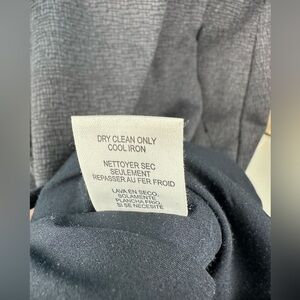 DRY CLEAN ONLY
COOL IRON
NETTOYER SEC
SEULEMENT
REPASSER AU FER FROID
LAVA EN SECO.
SOLAMENTE
PLANCHA FRIO,
SI SE NECESITE